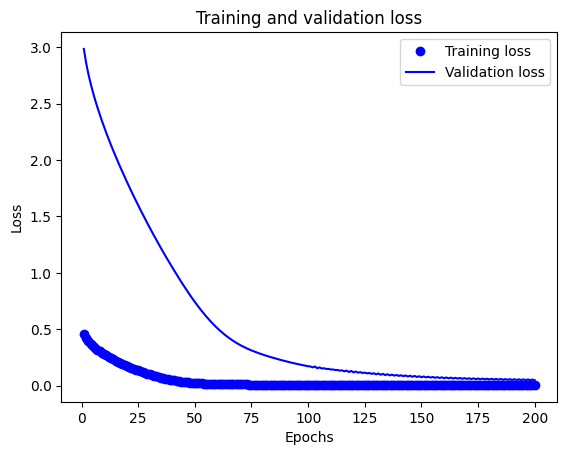 Training and validation loss
Training loss
Validation loss
3.0
2.5
2.0
1.5
1.0
0.5
0.0
Loss
0 25 50 75 100 125 150 175 200
Epochs